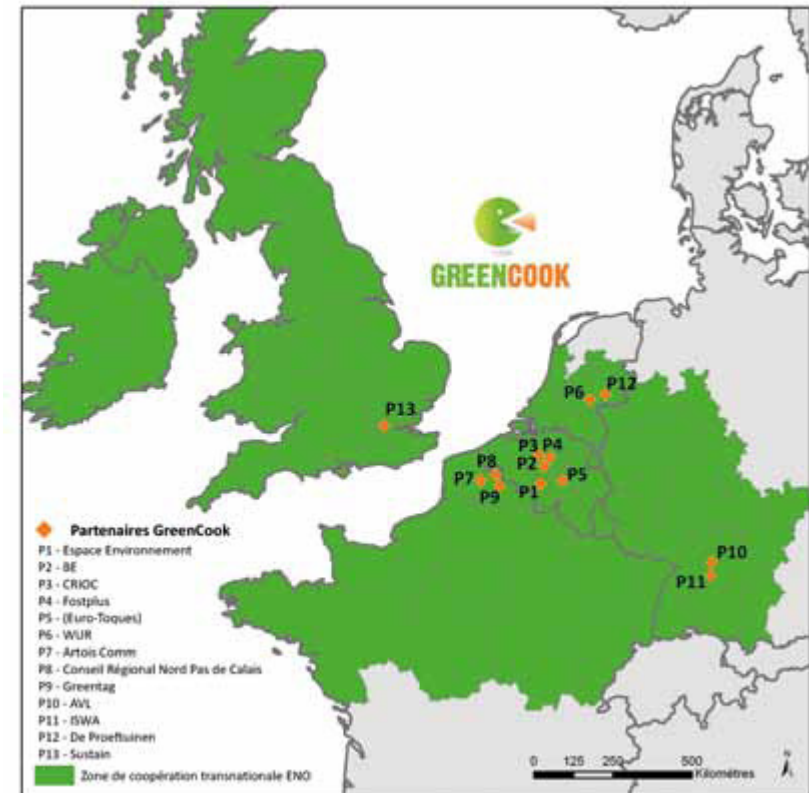 GREENCOOK
P12
P6
P13
P3 P4
P2
P8
P7
P5
P1
P9
P10
P11
Partenaires GreenCook
P1 - Espace Environnement
P2 - BE
P3 - CRIOC
P4 - Fostplus
P5 - (Euro-Toques)
P6 - WUR
P7 - Artois Comm
P8 - Conseil Régional Nord Pas de Calais
P9 - Greentag
P10 - AVL
P11 - ISWA
P12 - De Proeftuinen
P13 - Sustain
Zone de coopération transnationale ENO
0 125 250 500
Kilomètres
N